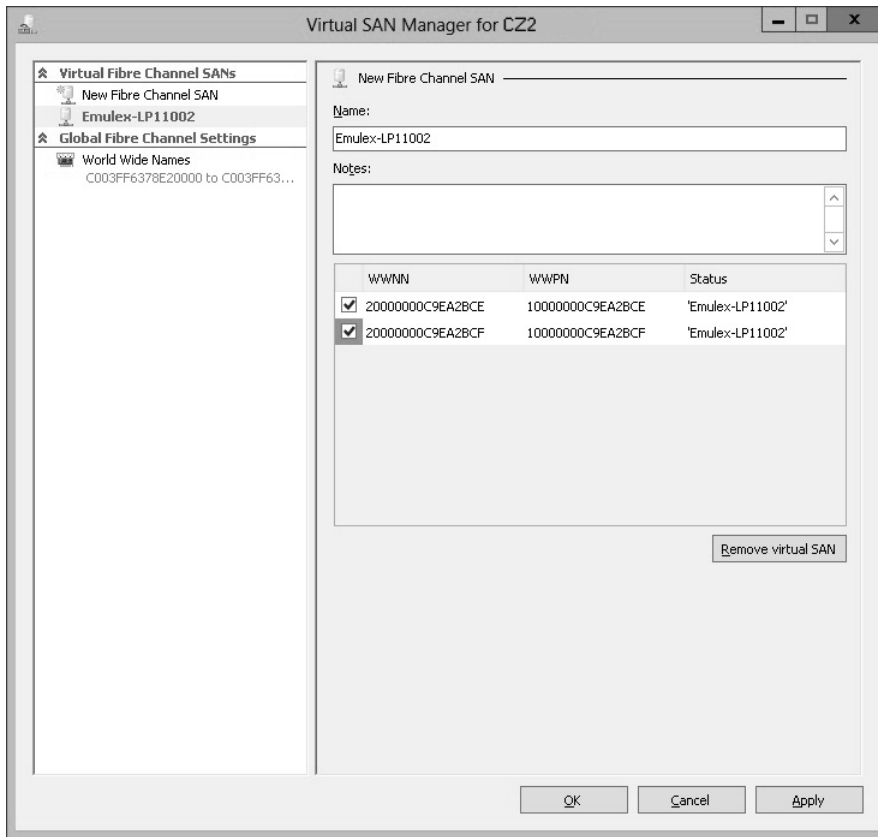 Virtual SAN Manager for CZ2
Virtual Fibre Channel SANs
New Fibre Channel SAN
Emulex-LP11002
Global Fibre Channel Settings
World Wide Names
C003FF6378E20000 to C003FF63...
New Fibre Channel SAN
Name:
Emulex-LP11002
Notes:
WWNN WWPN Status
20000000C9EA2BCE 10000000C9EA2BCE 'Emulex-LP11002'
20000000C9EA2BCF 10000000C9EA2BCF 'Emulex-LP11002'
Remove virtual SAN
OK Cancel Apply